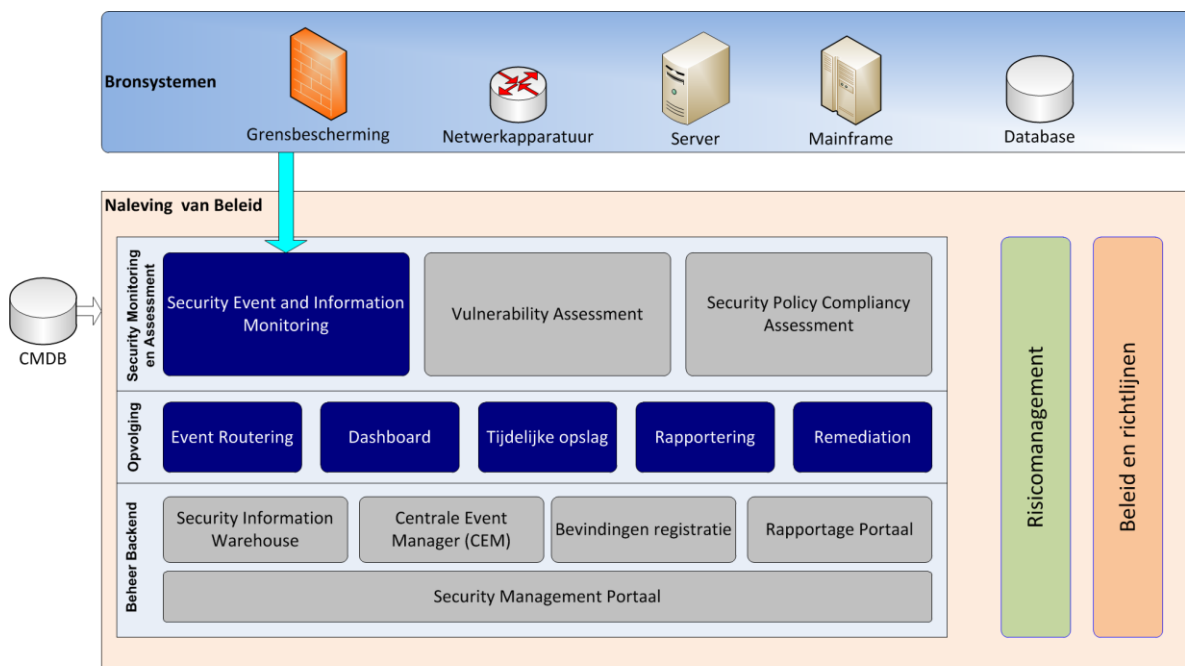 Bronsystemen
Grensbescherming
Netwerkapparatuur
Server
Mainframe
Database
Naleving van Beleid
CMDB
Security Monitoring
en Assessment
Security Event and Information
Monitoring
Vulnerability Assessment
Security Policy Compliancy
Assessment
Opvolging
Event Routering
Dashboard
Tijdelijke opslag
Rapportering
Remediation
Beheer Backend
Security Information
Warehouse
Centrale Event
Manager (CEM)
Bevindingen registratie
Rapportage Portaal
Security Management Portaal
Risicomanagement
Beleid en richtlijnen